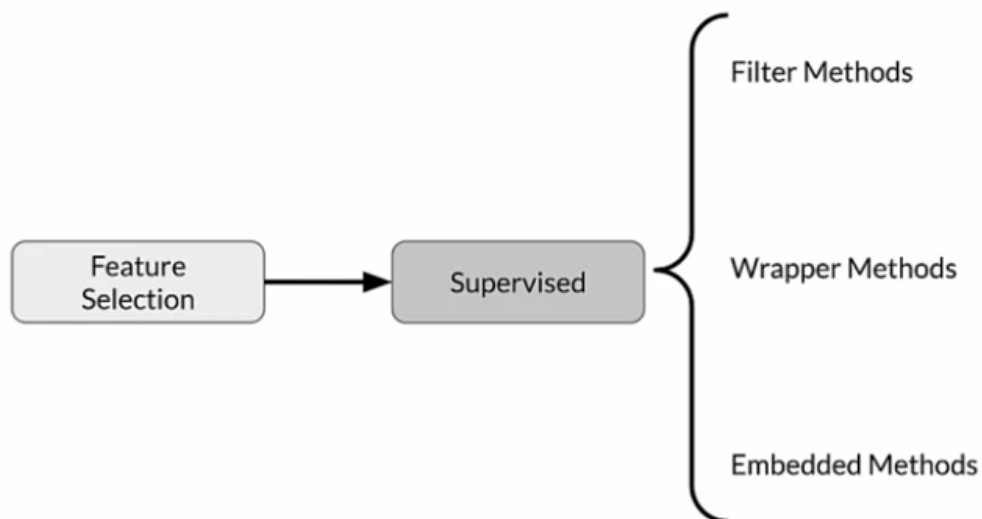 Filter Methods
Feature
Selection
Supervised
Wrapper Methods
Embedded Methods